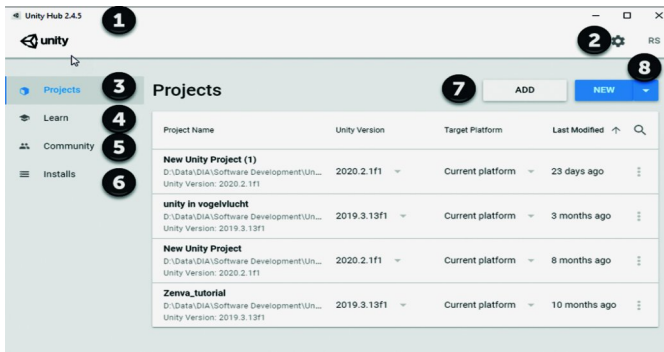 Unity Hub 2.4.5
1
unity
2
RS
8
Projects
3
Projects
7
ADD
NEW
Learn
4
Community
5
Installs
6
Project Name
Unity Version
Target Platform
Last Modified
New Unity Project (1)
D:\Data\DIA\Software Development\Un...
Unity Version: 2020.2.1f1
2020.2.1f1
Current platform
23 days ago
unity in vogelvlucht
D:\Data\DIA\Software Development\Un...
Unity Version: 2019.3.13f1
2019.3.13f1
Current platform
3 months ago
New Unity Project
D:\Data\DIA\Software Development\Un...
Unity Version: 2020.2.1f1
2020.2.1f1
Current platform
8 months ago
Zenva_tutorial
D:\Data\DIA\Software Development\Un...
Unity Version: 2019.3.13f1
2019.3.13f1
Current platform
10 months ago